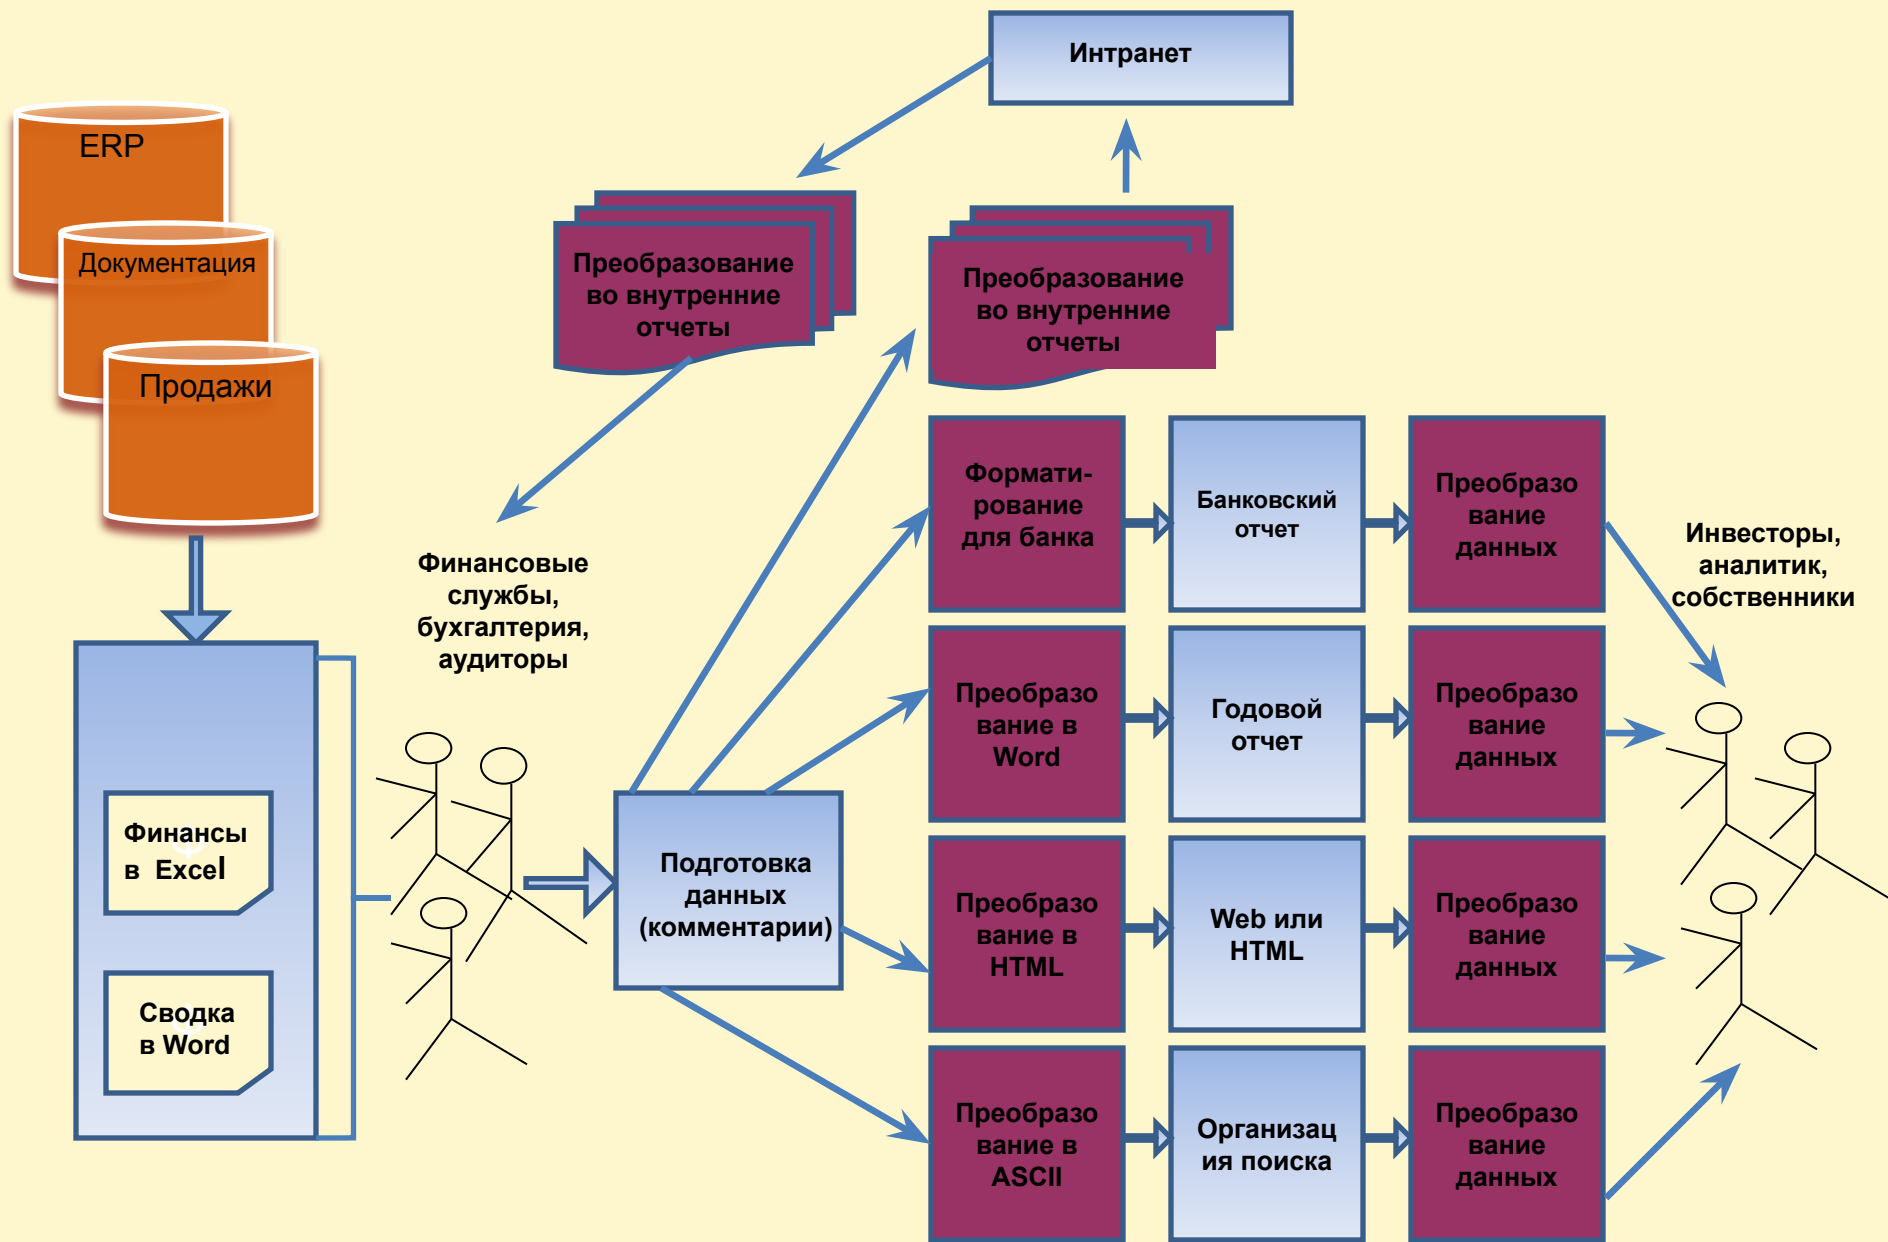 Интранет
ERP
Документация
Продажи
Преобразование
во внутренние
отчеты
Преобразование
во внутренние
отчеты
Финансовые
службы,
бухгалтерия,
аудиторы
Финансы
в Excel
Сводка
в Word
Подготовка
данных
(комментарии)
Формати-
рование
для банка
Банковский
отчет
Преобразо
вание
данных
Инвесторы,
аналитик,
собственники
Преобразо
вание в
Word
Годовой
отчет
Преобразо
вание
данных
Преобразо
вание в
HTML
Web или
HTML
Преобразо
вание
данных
Преобразо
вание в
ASCII
Организац
ия поиска
Преобразо
вание
данных